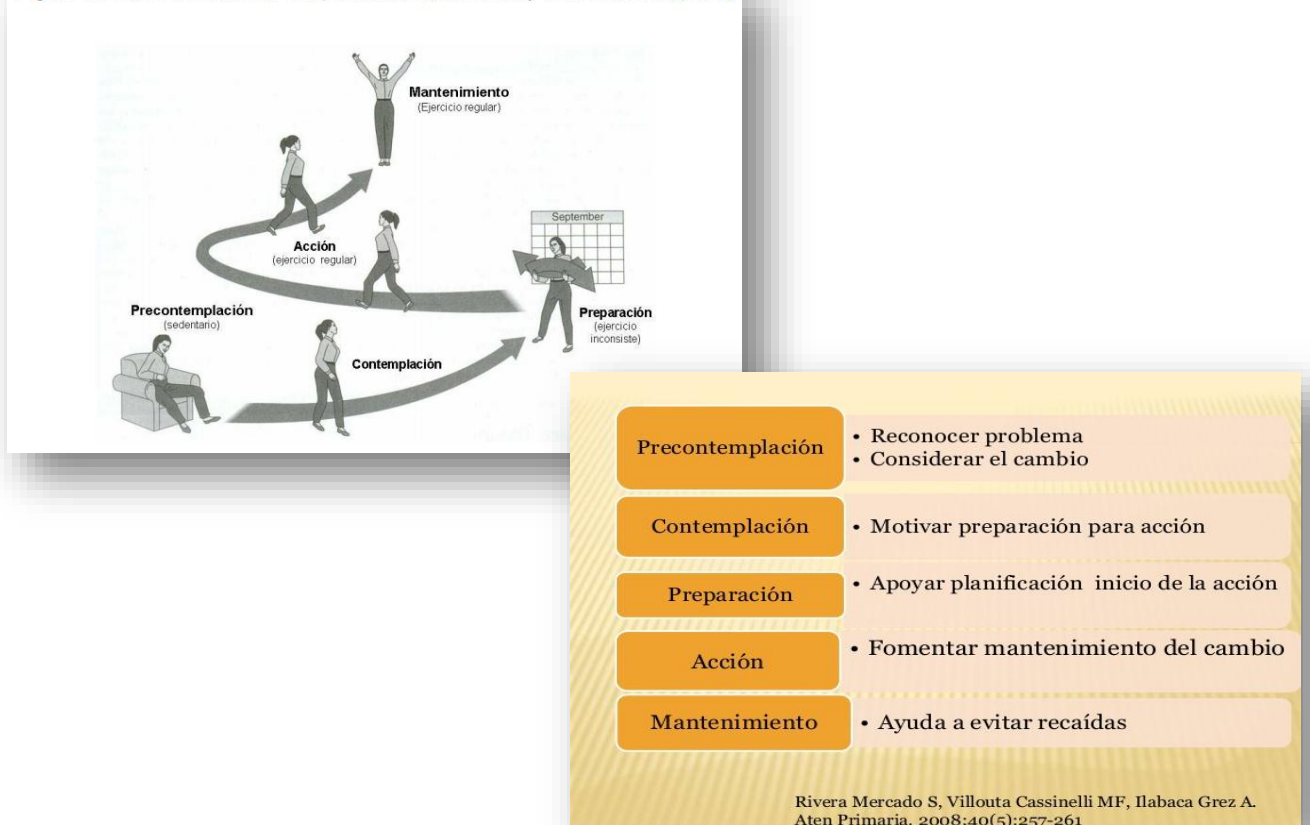 Mantenimiento
(Ejercicio regular)
September
Acción
(ejercicio regular)
Preparación
(ejercicio
inconsiste)
Precontemplación
(sedentario)
Contemplación
Precontemplación
• Reconocer problema
• Considerar el cambio
Contemplación
• Motivar preparación para acción
Preparación
• Apoyar planificación inicio de la acción
Acción
• Fomentar mantenimiento del cambio
Mantenimiento
• Ayuda a evitar recaídas
Rivera Mercado S, Villouta Cassinelli MF, Ilabaca Grez A.
Aten Primaria. 2008;40(5):257-261